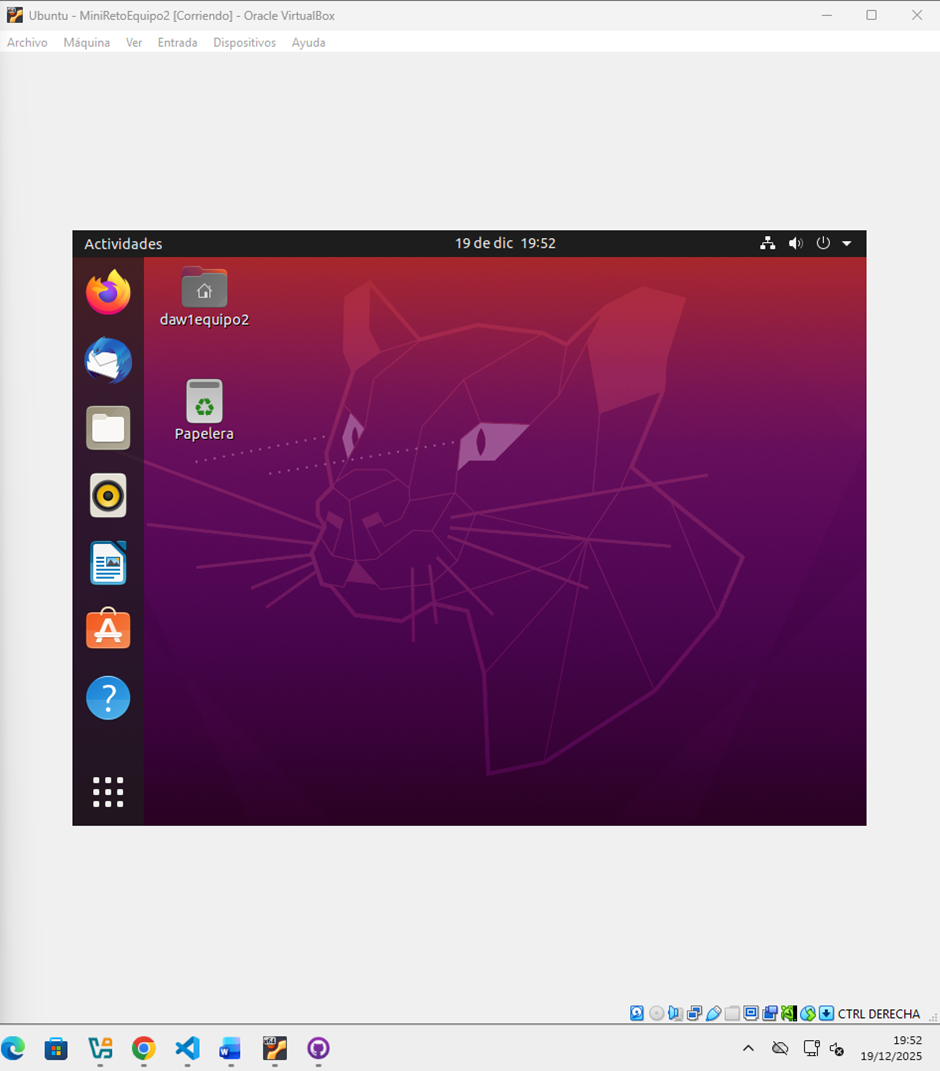 Ubuntu - MiniRetoEquipo2 [Corriendo] - Oracle VirtualBox
Archivo Máquina Ver Entrada Dispositivos Ayuda
Actividades 19 de dic 19:52
daw1equipo2
Papelera
CTRL DERECHA
19:52
19/12/2025